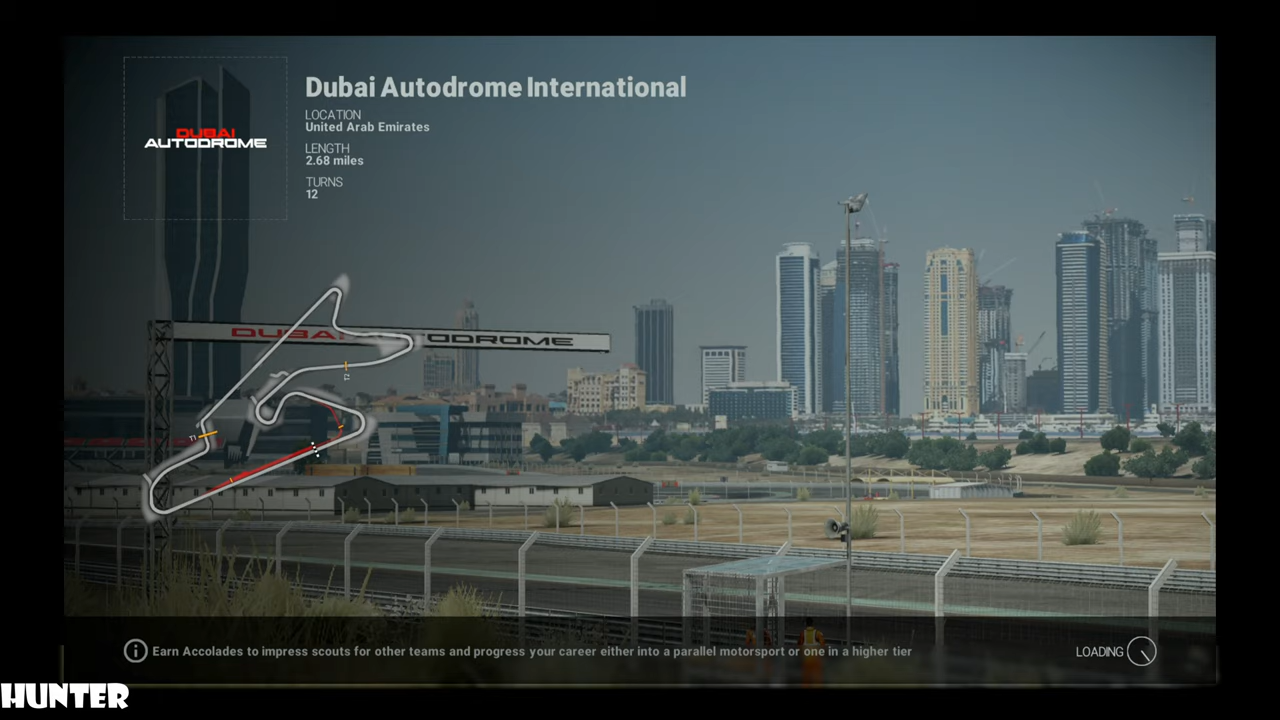 DUBAI
AUTODROME
Dubai Autodrome International
LOCATION
United Arab Emirates
LENGTH
2.68 miles
TURNS
12
DUBAI
TODROME
T1
Earn Accolades to impress scouts for other teams and progress your career either into a parallel motorsport or one in a higher tier
LOADING
HUNTER